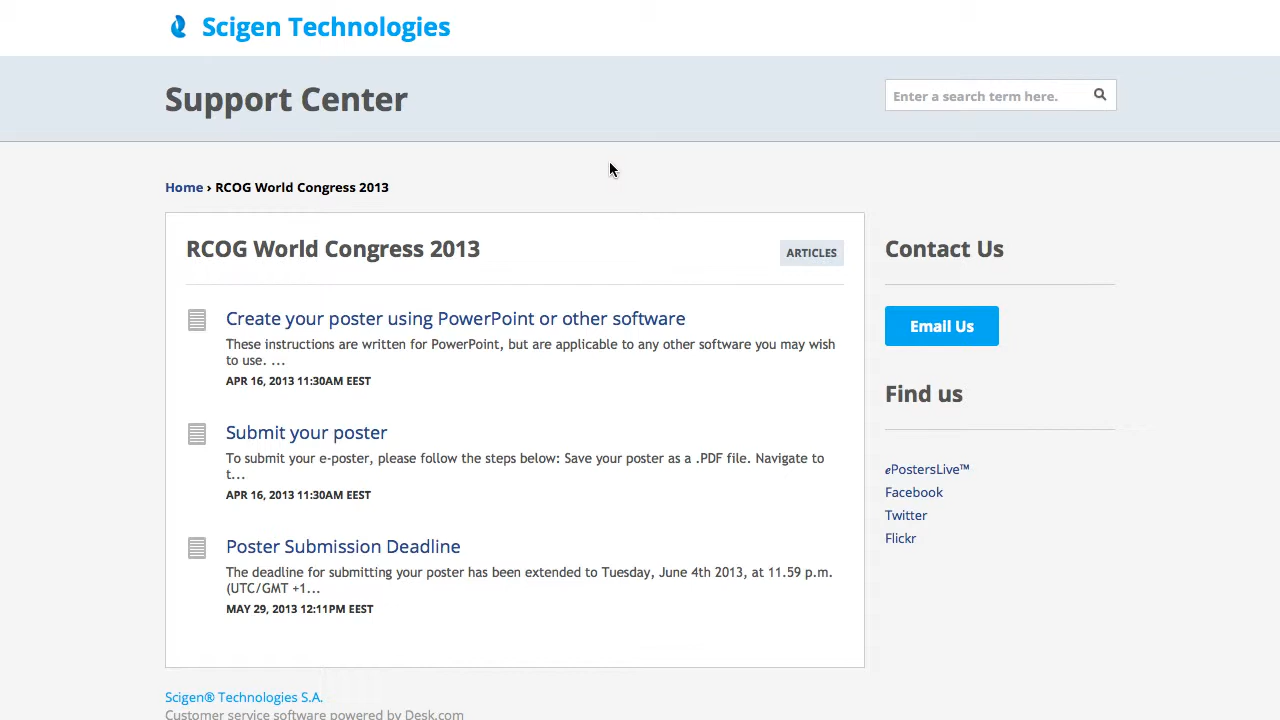 Scigen Technologies
Support Center
Enter a search term here.
Home › RCOG World Congress 2013
RCOG World Congress 2013
ARTICLES
Create your poster using PowerPoint or other software
These instructions are written for PowerPoint, but are applicable to any other software you may wish
to use. ...
APR 16, 2013 11:30AM EEST
Submit your poster
To submit your e-poster, please follow the steps below: Save your poster as a .PDF file. Navigate to
t...
APR 16, 2013 11:30AM EEST
Poster Submission Deadline
The deadline for submitting your poster has been extended to Tuesday, June 4th 2013, at 11.59 p.m.
(UTC/GMT +1...
MAY 29, 2013 12:11PM EEST
Contact Us
Email Us
Find us
ePostersLive™
Facebook
Twitter
Flickr
Scigen® Technologies S.A.
Customer service software powered by Desk.com